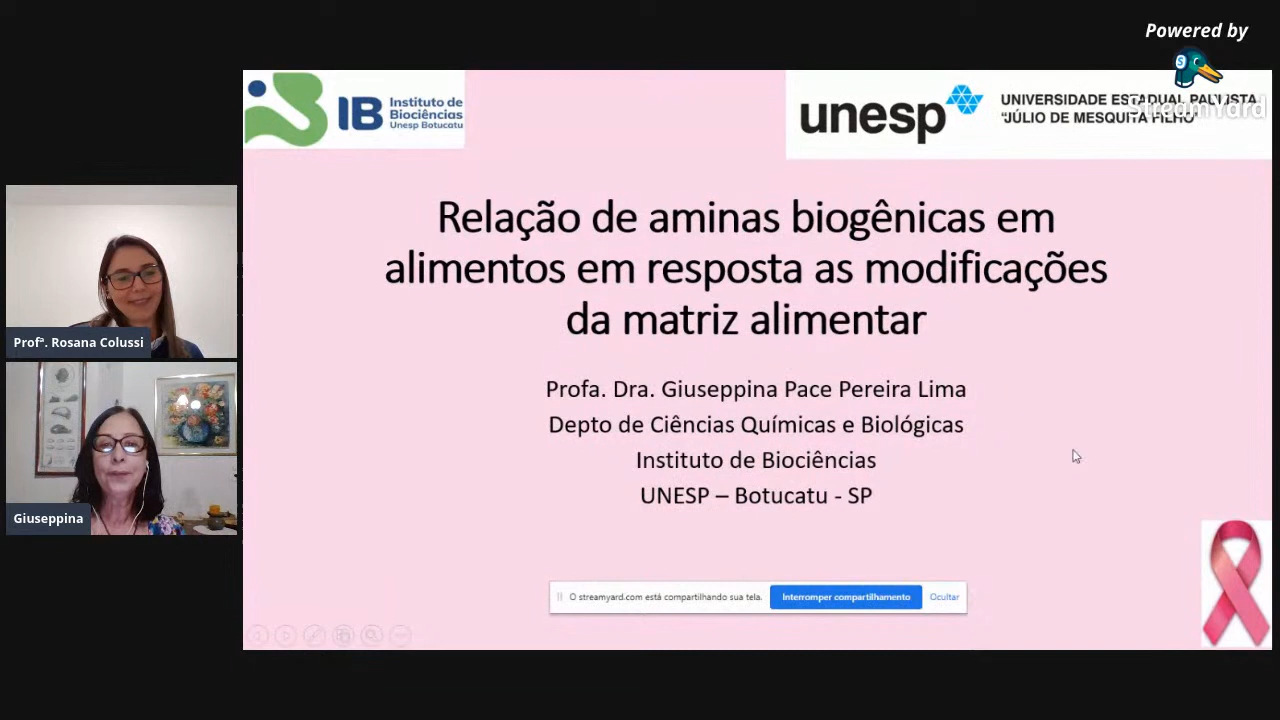 Powered by
StreamYard
IB
Instituto de
Biociências
Unesp Botucatu
unesp
UNIVERSIDADE ESTADUAL PAULISTA
"JÚLIO DE MESQUITA FILHO"
Relação de aminas biogênicas em
alimentos em resposta as modificações
da matriz alimentar
Profa. Dra. Giuseppina Pace Pereira Lima
Depto de Ciências Químicas e Biológicas
Instituto de Biociências
UNESP – Botucatu - SP
Profª. Rosana Colussi
Giuseppina
O streamyard.com está compartilhando sua tela.
Interromper compartilhamento
Ocultar